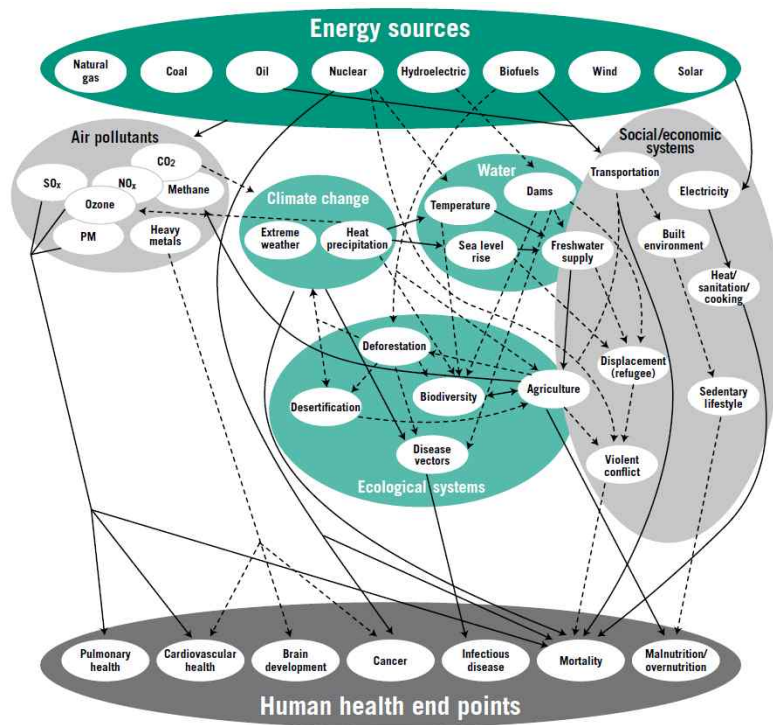 Energy sources
Natural
gas
Coal
Oil
Nuclear
Hydroelectric
Biofuels
Wind
Solar
Air pollutants
CO2
SOx
NOx
Methane
Ozone
PM
Heavy
metals
Climate change
Extreme
weather
Heat
precipitation
Water
Dams
Temperature
Sea level
rise
Freshwater
supply
Social/economic
systems
Transportation
Electricity
Built
environment
Heat/
sanitation/
cooking
Displacement
(refugee)
Sedentary
lifestyle
Violent
conflict
Deforestation
Desertification
Biodiversity
Agriculture
Disease
vectors
Ecological systems
Pulmonary
health
Cardiovascular
health
Brain
development
Cancer
Infectious
disease
Mortality
Malnutrition/
overnutrition
Human health end points